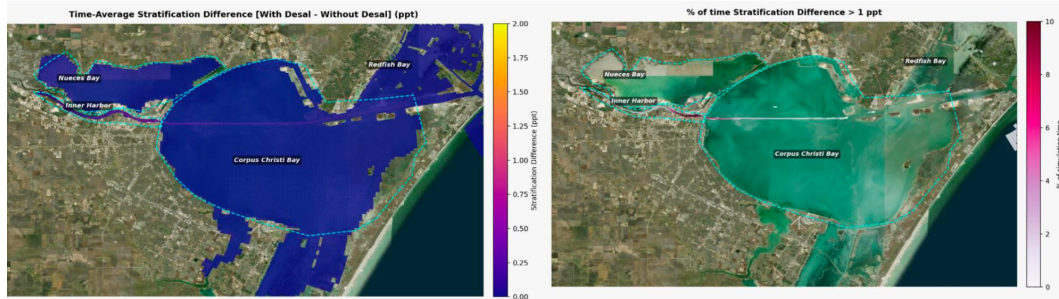 Time-Average Stratification Difference [With Desal - Without Desal] (ppt)
Nueces Bay
Redfish Bay
Inner Harbor
Corpus Christi Bay
2.00
1.75
1.50
1.25
1.00
0.75
0.50
0.25
0.00
Stratification Difference (ppt)
% of time Stratification Difference > 1 ppt
Nueces Bay
Redfish Bay
Inner Harbor
Corpus Christi Bay
10
8
6
4
2
0
% of simulation time